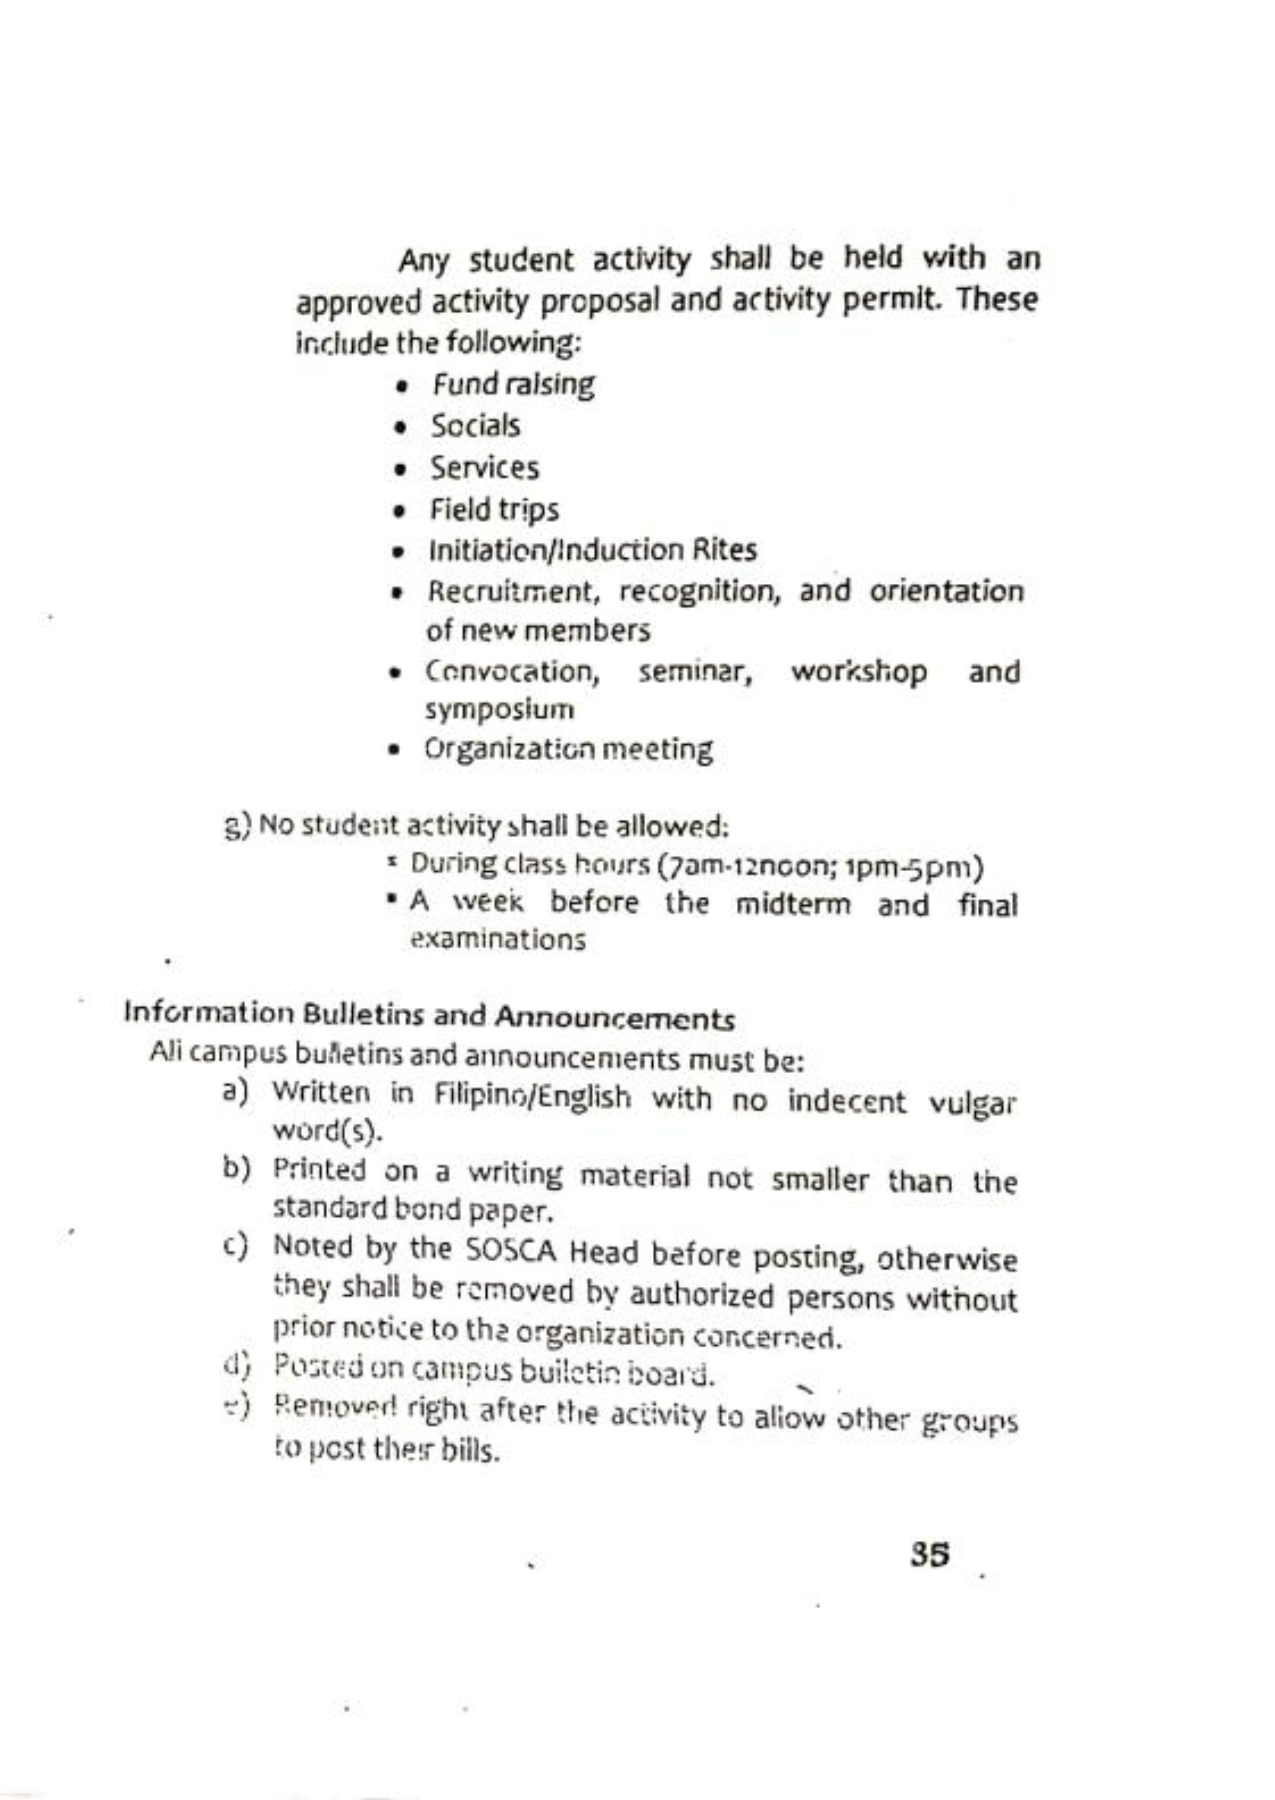 Any student activity shall be held with an
approved activity proposal and activity permit. These
include the following:
• Fund raising
• Socials
• Services
• Field trips
• Initiation/Induction Rites
• Recruitment, recognition, and orientation
of new members
• Convocation, seminar, workshop and
symposium
• Organization meeting
g) No student activity shall be allowed:
▪ During class hours (7am-12noon; 1pm-5pm)
▪ A week before the midterm and final
examinations
Information Bulletins and Announcements
All campus bulletins and announcements must be:
a) Written in Filipino/English with no indecent vulgar
word(s).
b) Printed on a writing material not smaller than the
standard bond paper.
c) Noted by the SOSCA Head before posting, otherwise
they shall be removed by authorized persons without
prior notice to the organization concerned.
d) Posted on campus bulletin board.
e) Removed right after the activity to allow other groups
to post their bills.
35